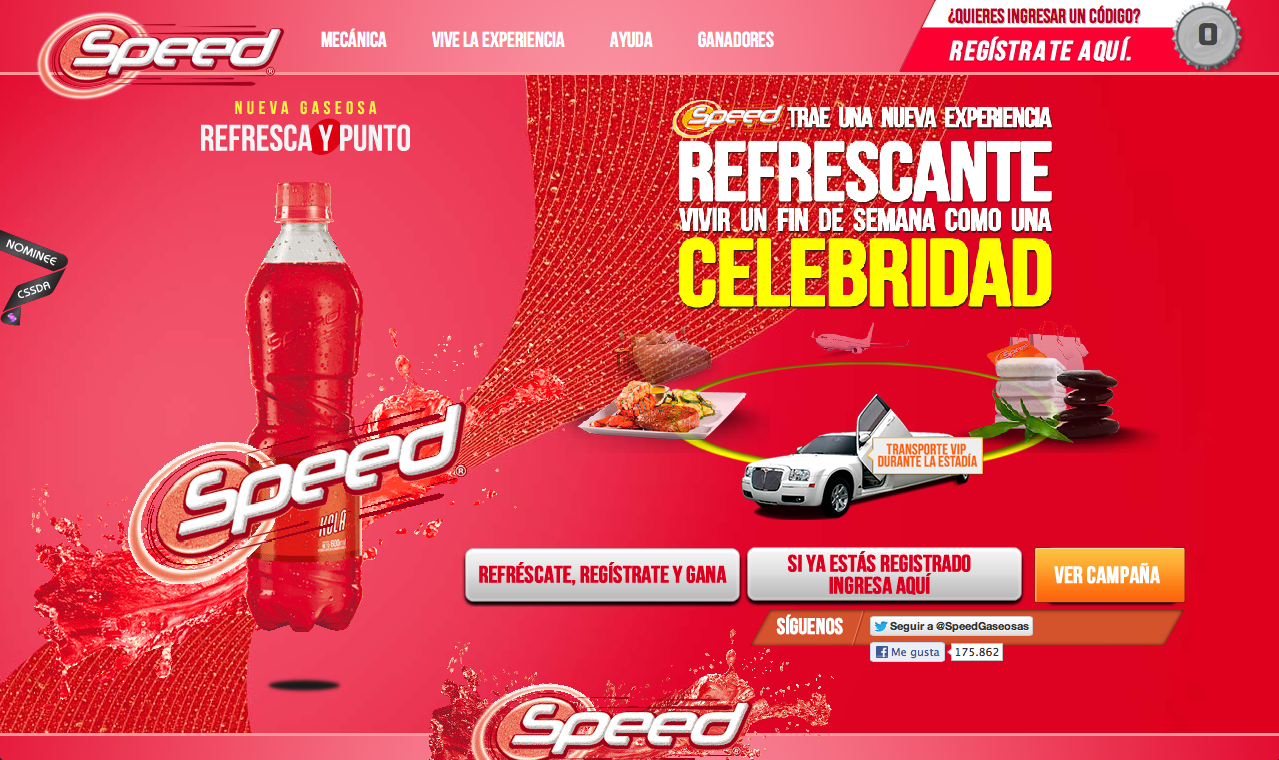 Speed®
MECÁNICA
VIVE LA EXPERIENCIA
AYUDA
GANADORES
¿QUIERES INGRESAR UN CÓDIGO?
REGÍSTRATE AQUÍ.
0
NUEVA GASEOSA
REFRESCA Y PUNTO
Speed TRAE UNA NUEVA EXPERIENCIA
REFRESCANTE
VIVIR UN FIN DE SEMANA COMO UNA
CELEBRIDAD
NOMINEE
CSSDA
Speed
Speed
Speed®
KOLA
TRANSPORTE VIP
DURANTE LA ESTADÍA
REFRÉSCATE, REGÍSTRATE Y GANA
SI YA ESTÁS REGISTRADO
INGRESA AQUÍ
VER CAMPAÑA
SÍGUENOS
Seguir a @SpeedGaseosas
Me gusta
175.862
Speed®